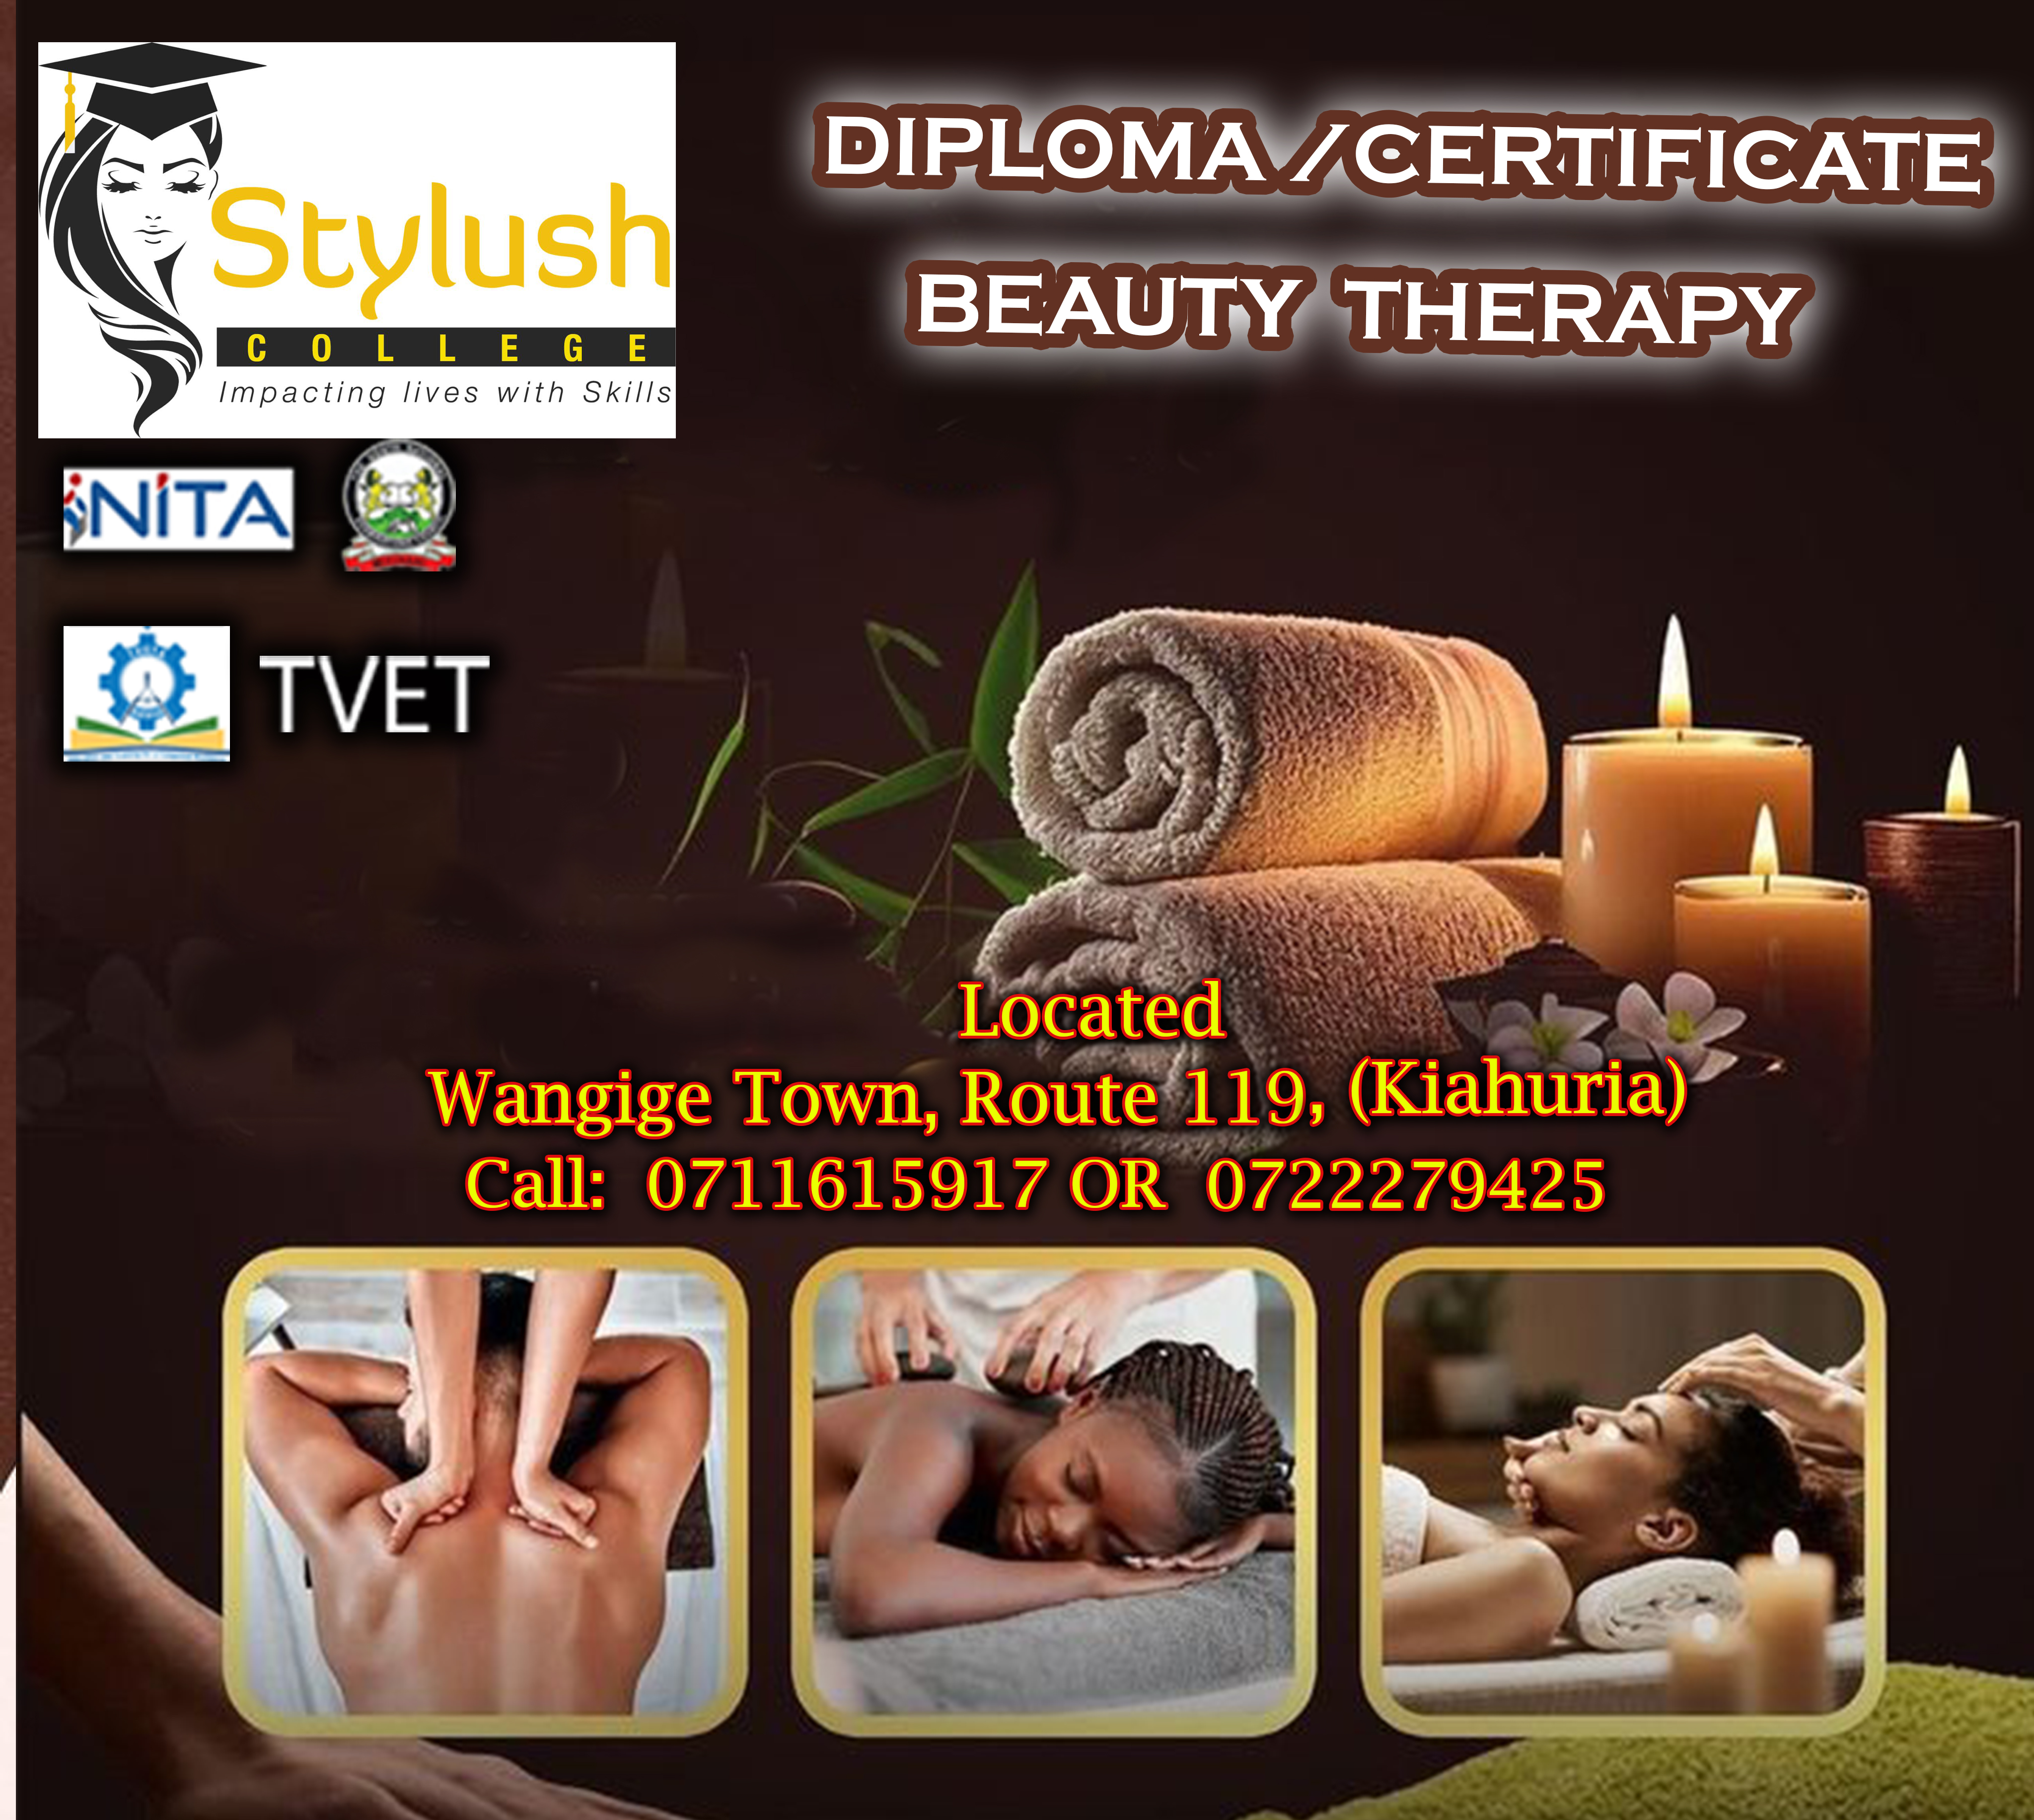 Stylush
COLLEGE
Impacting lives with Skills
DIPLOMA/CERTIFICATE
BEAUTY THERAPY
NITA
TVET
Located
Wangige Town, Route 119, (Kiahuria)
Call: 0711615917 OR 0722279425